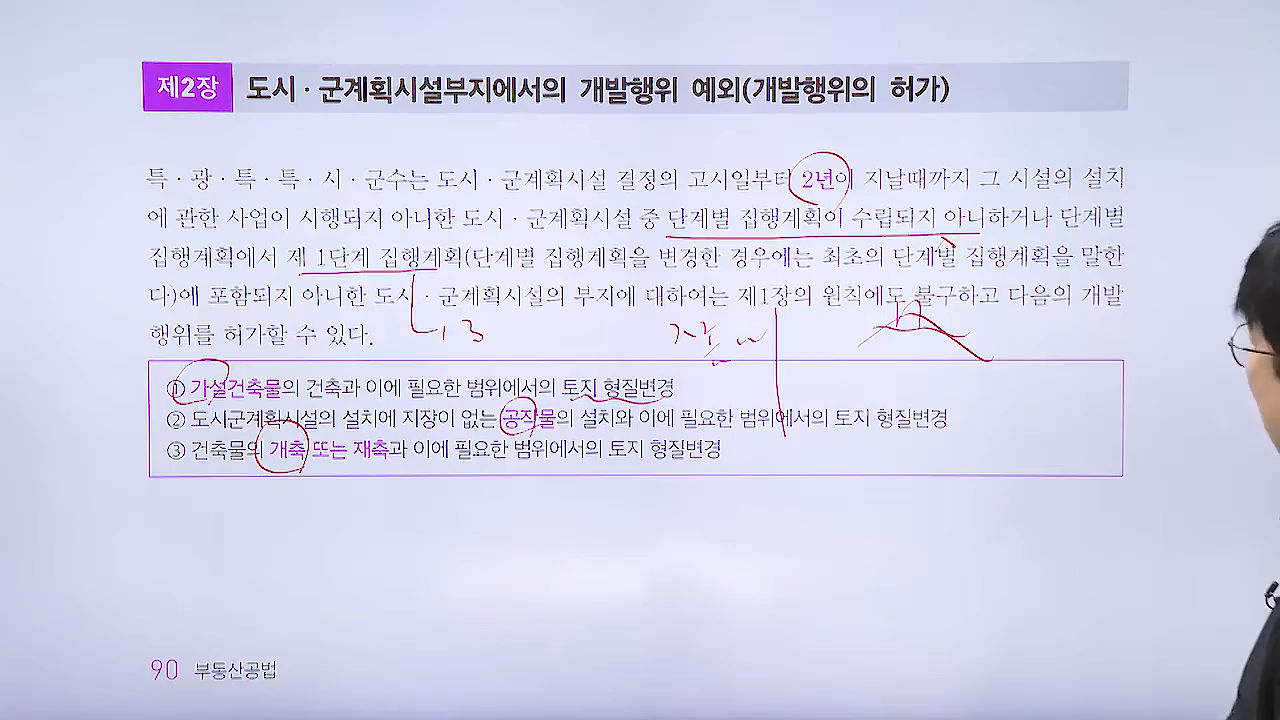 제2장 도시 · 군계획시설부지에서의 개발행위 예외(개발행위의 허가)
특 · 광 · 특 · 특 · 시 · 군수는 도시 · 군계획시설 결정의 고시일부터 2년이 지날때까지 그 시설의 설치
에 관한 사업이 시행되지 아니한 도시 · 군계획시설 중 단계별 집행계획이 수립되지 아니하거나 단계별
집행계획에서 제 1단계 집행계획(단계별 집행계획을 변경한 경우에는 최초의 단계별 집행계획을 말한
다)에 포함되지 아니한 도시 · 군계획시설의 부지에 대하여는 제1장의 원칙에도 불구하고 다음의 개발
행위를 허가할 수 있다.
① 가설건축물의 건축과 이에 필요한 범위에서의 토지 형질변경
② 도시군계획시설의 설치에 지장이 없는 공작물의 설치와 이에 필요한 범위에서의 토지 형질변경
③ 건축물의 개축 또는 재축과 이에 필요한 범위에서의 토지 형질변경
90 부동산공법